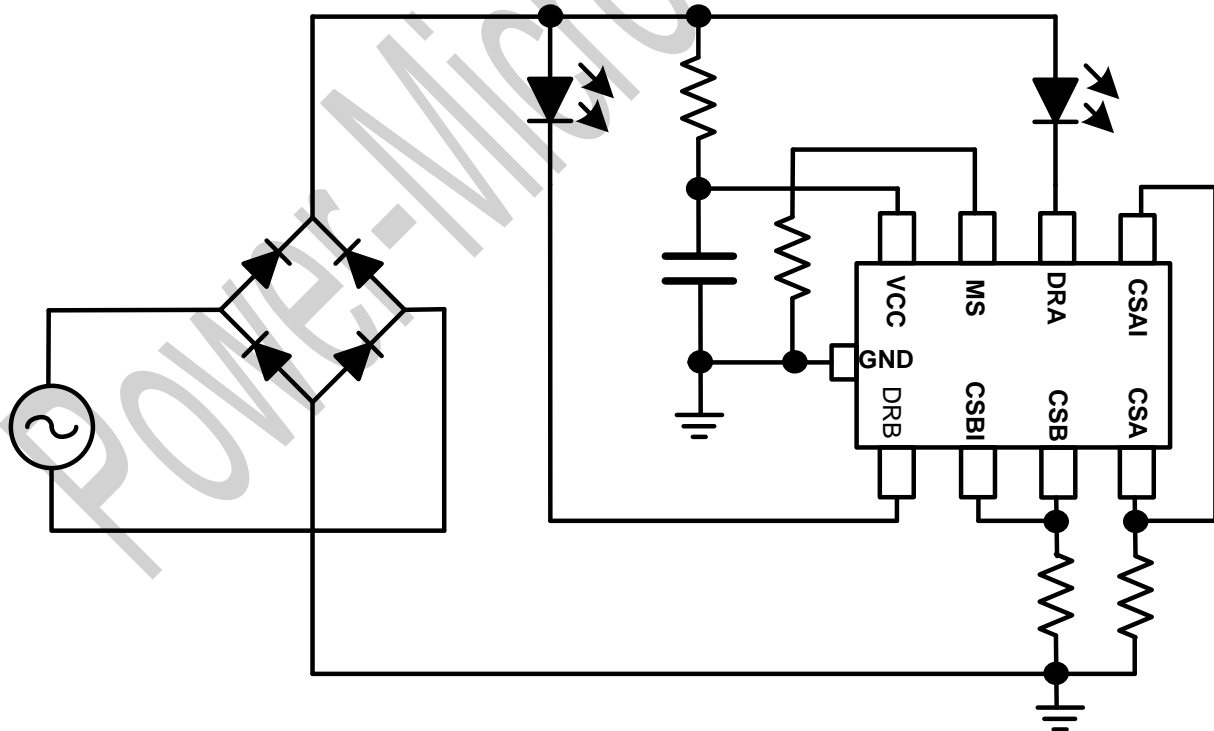 Power-Micro
VCC
MS
DRA
CSAI
GND
DRB
CSBI
CSB
CSA